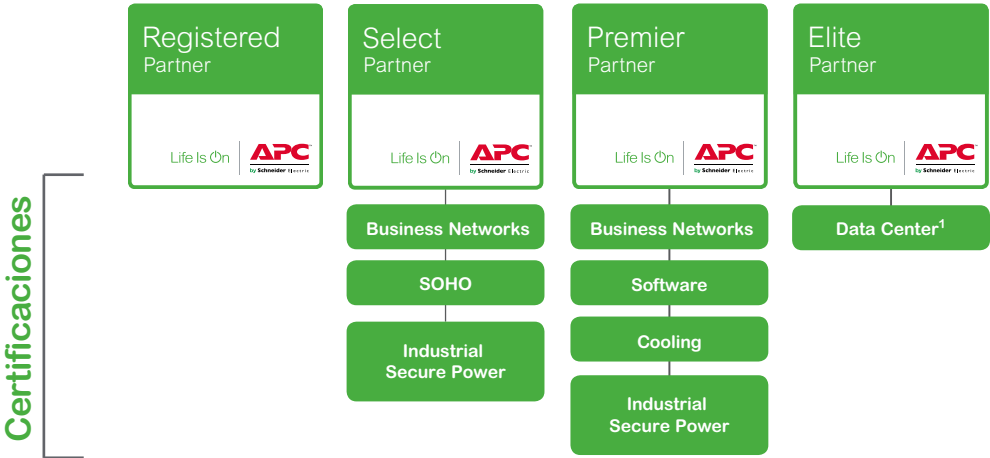 Registered
Partner
Life Is On
APC
by Schneider Electric
Select
Partner
Life Is On
APC
by Schneider Electric
Premier
Partner
Life Is On
APC
by Schneider Electric
Elite
Partner
Life Is On
APC
by Schneider Electric
Certificaciones
Business Networks
SOHO
Industrial
Secure Power
Business Networks
Software
Cooling
Industrial
Secure Power
Data Center¹